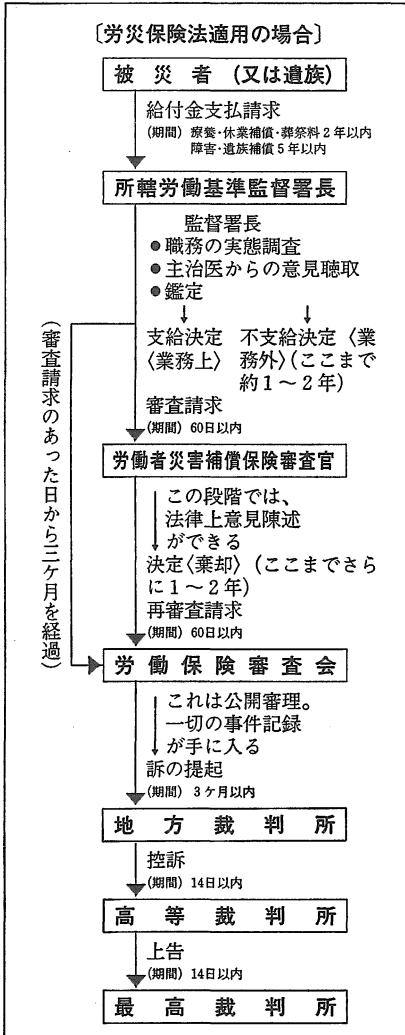 〔労災保険法適用の場合〕
被災者（又は遺族）
給付金支払請求
（期間）療養・休業補償・葬祭料２年以内
障害・遺族補償５年以内
所轄労働基準監督署長
監督署長
●職務の実態調査
●主治医からの意見聴取
●鑑定
支給決定
〈業務上〉
不支給決定〈業
務外〉（ここまで
約１～２年）
審査請求
（期間）60日以内
（審査請求のあった日から三ヶ月を経過）
労働者災害補償保険審査官
この段階では、
法律上意見陳述
ができる
決定〈棄却〉（ここまでさら
に１～２年）
再審査請求
（期間）60日以内
労働保険審査会
これは公開審理。
一切の事件記録
が手に入る
訴の提起
（期間）３ヶ月以内
地方裁判所
控訴
（期間）14日以内
高等裁判所
上告
（期間）14日以内
最高裁判所